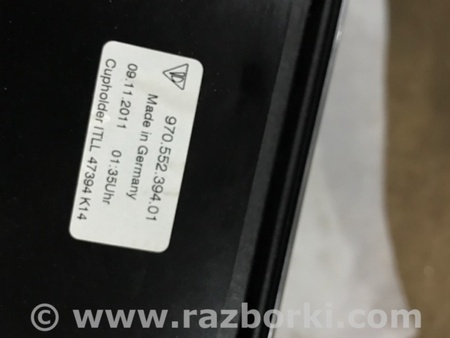 970.552.394.01
Made in Germany
09.11.2011 01:35Uhr
Cupholder ITLL 47394 K14
© www.razborki.com